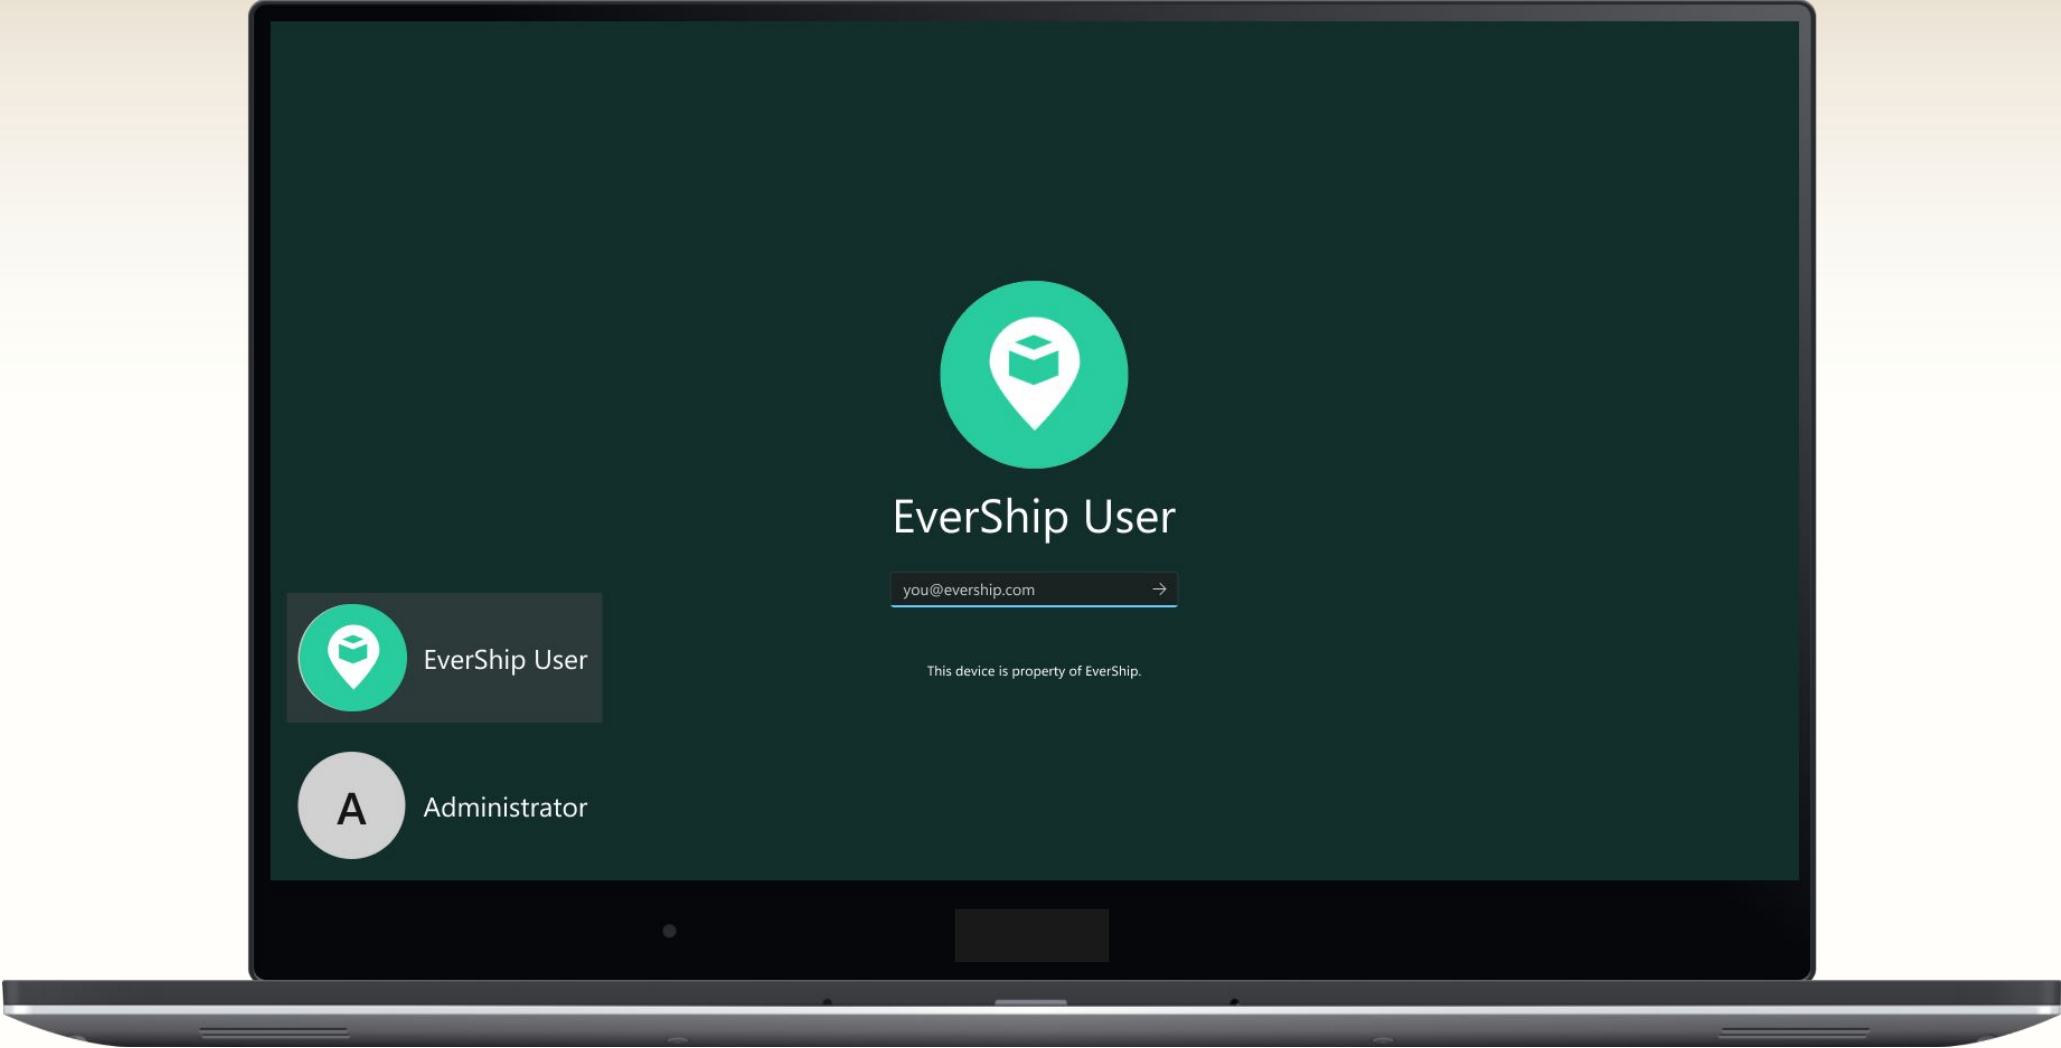 EverShip User
you@evership.com
This device is property of EverShip.
EverShip User
A
Administrator